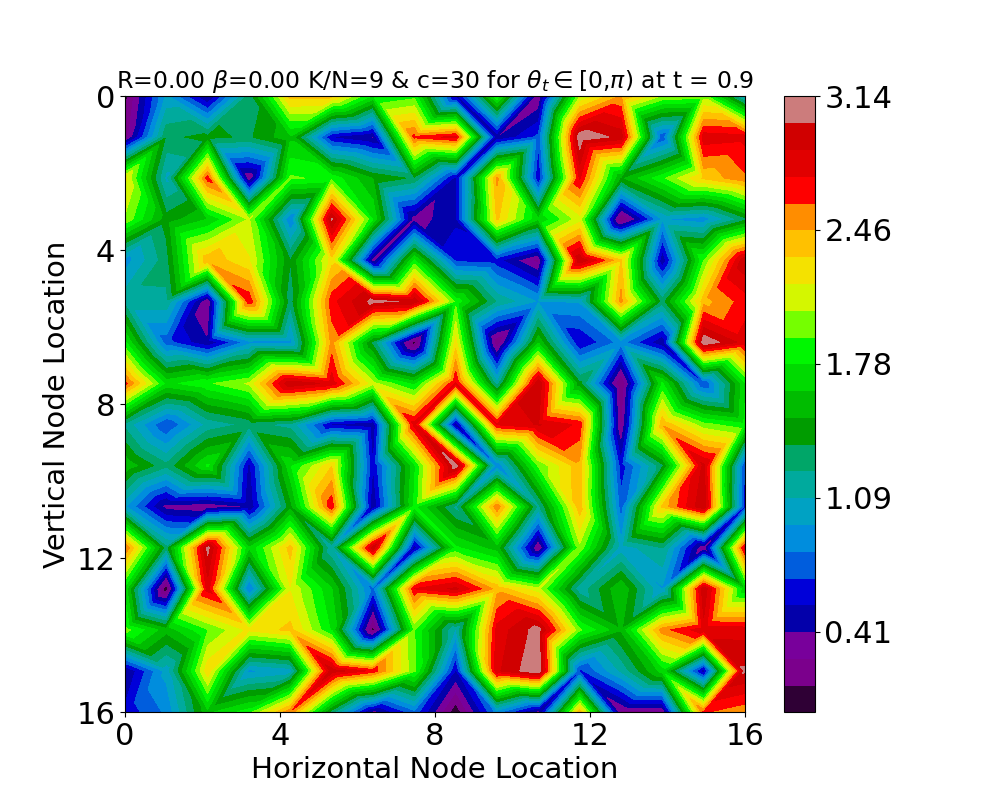 R=0.00 β=0.00 K/N=9 & c=30 for θt ∈ [0,π) at t = 0.9
0
4
8
12
16
Vertical Node Location
0 4 8 12 16
Horizontal Node Location
3.14
2.46
1.78
1.09
0.41